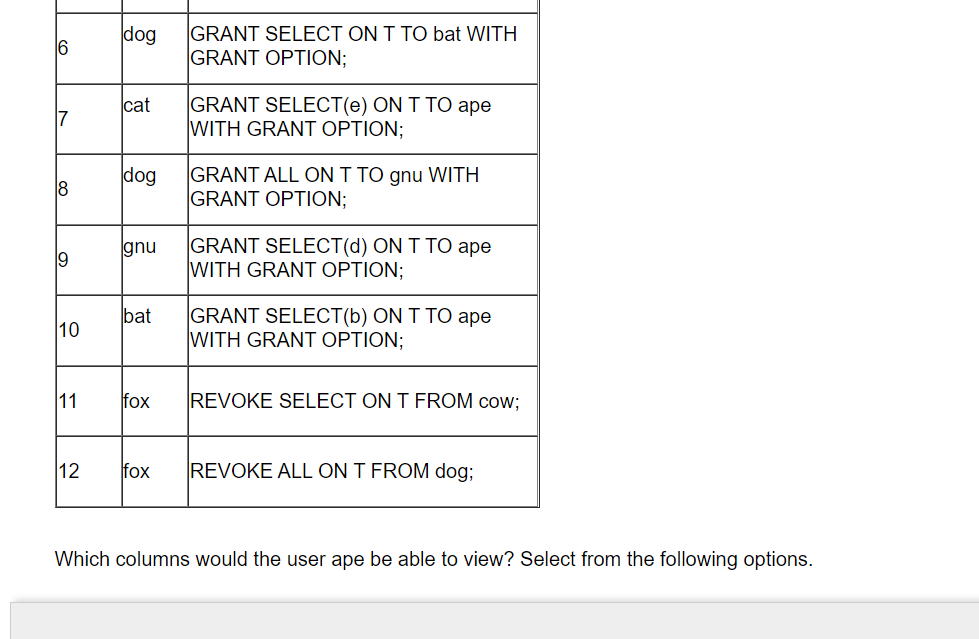 6
dog
GRANT SELECT ON T TO bat WITH
GRANT OPTION;
7
cat
GRANT SELECT(e) ON T TO ape
WITH GRANT OPTION;
8
dog
GRANT ALL ON T TO gnu WITH
GRANT OPTION;
9
gnu
GRANT SELECT(d) ON T TO ape
WITH GRANT OPTION;
10
bat
GRANT SELECT(b) ON T TO ape
WITH GRANT OPTION;
11
fox
REVOKE SELECT ON T FROM cow;
12
fox
REVOKE ALL ON T FROM dog;
Which columns would the user ape be able to view? Select from the following options.